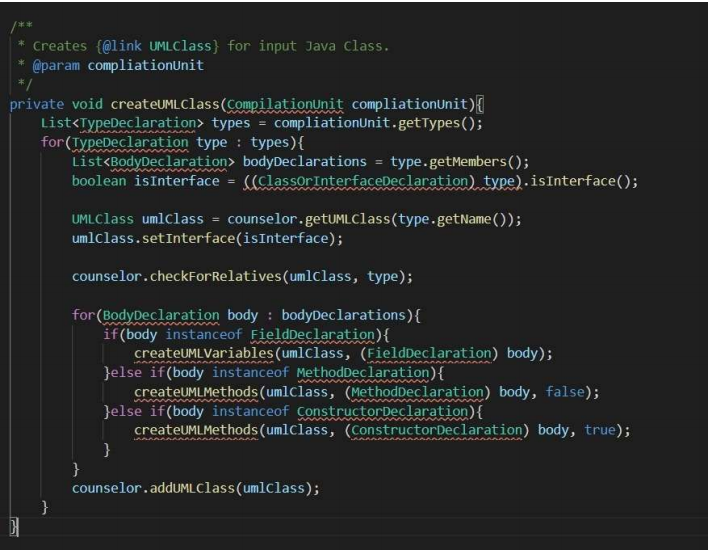 /**
 * Creates {@link UMLClass} for input Java Class.
 * @param compliationUnit
 */
private void createUMLClass(CompilationUnit compliationUnit){
    List<TypeDeclaration> types = compliationUnit.getTypes();
    for(TypeDeclaration type : types){
        List<BodyDeclaration> bodyDeclarations = type.getMembers();
        boolean isInterface = ((ClassOrInterfaceDeclaration) type).isInterface();

        UMLClass umlClass = counselor.getUMLClass(type.getName());
        umlClass.setInterface(isInterface);

        counselor.checkForRelatives(umlClass, type);

        for(BodyDeclaration body : bodyDeclarations){
            if(body instanceof FieldDeclaration){
                createUMLVariables(umlClass, (FieldDeclaration) body);
            }else if(body instanceof MethodDeclaration){
                createUMLMethods(umlClass, (MethodDeclaration) body, false);
            }else if(body instanceof ConstructorDeclaration){
                createUMLMethods(umlClass, (ConstructorDeclaration) body, true);
            }
        }
        counselor.addUMLClass(umlClass);
    }
}